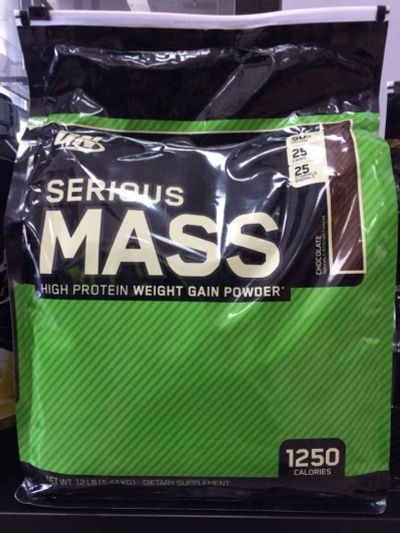 50
25
25
SERIOUS
MASS
HIGH PROTEIN WEIGHT GAIN POWDER*
CHOCOLATE
1250
CALORIES
NET WT 12 LB (5.44 KG) DIETARY SUPPLEMENT